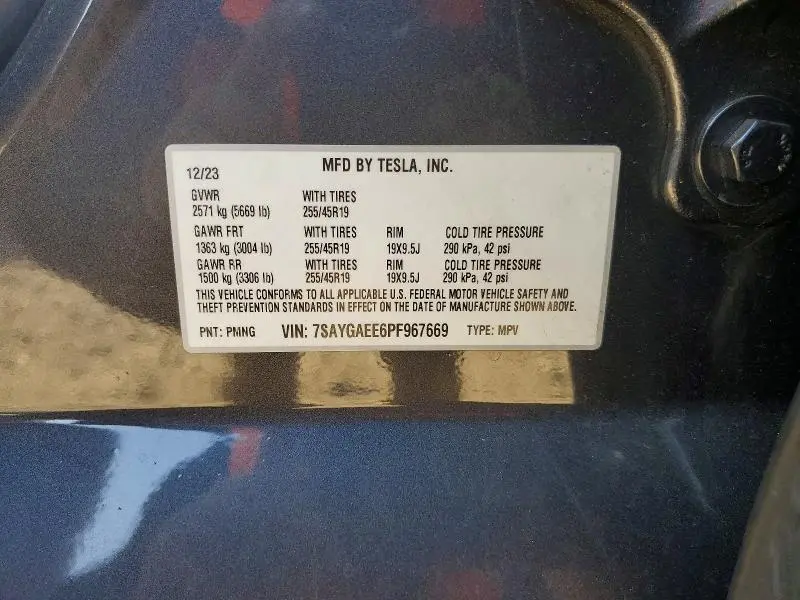 MFD BY TESLA, INC.
12/23
GVWR WITH TIRES
2571 kg (5669 lb) 255/45R19
GAWR FRT WITH TIRES RIM COLD TIRE PRESSURE
1363 kg (3004 lb) 255/45R19 19X9.5J 290 kPa, 42 psi
GAWR RR WITH TIRES RIM COLD TIRE PRESSURE
1500 kg (3306 lb) 255/45R19 19X9.5J 290 kPa, 42 psi
THIS VEHICLE CONFORMS TO ALL APPLICABLE U.S. FEDERAL MOTOR VEHICLE SAFETY AND
THEFT PREVENTION STANDARDS IN EFFECT ON THE DATE OF MANUFACTURE SHOWN ABOVE.
PNT: PMNG VIN: 7SAYGAEE6PF967669 TYPE: MPV